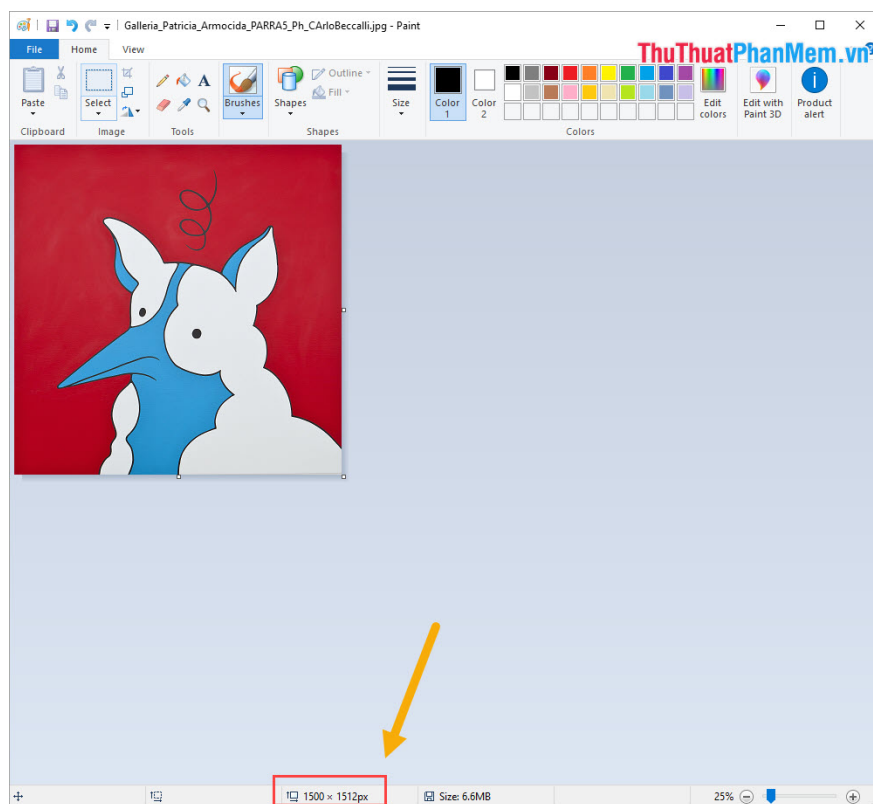 Galleria_Patricia_Armocida_PARRA5_Ph_CArloBeccalli.jpg - Paint
File Home View
ThuThuatPhanMem.vn
Paste Select Brushes Shapes Outline Fill Size Color 1 Color 2 Edit colors Edit with Paint 3D Product alert
A
i
Clipboard Image Tools Shapes Colors
1500 × 1512px Size: 6.6MB 25%